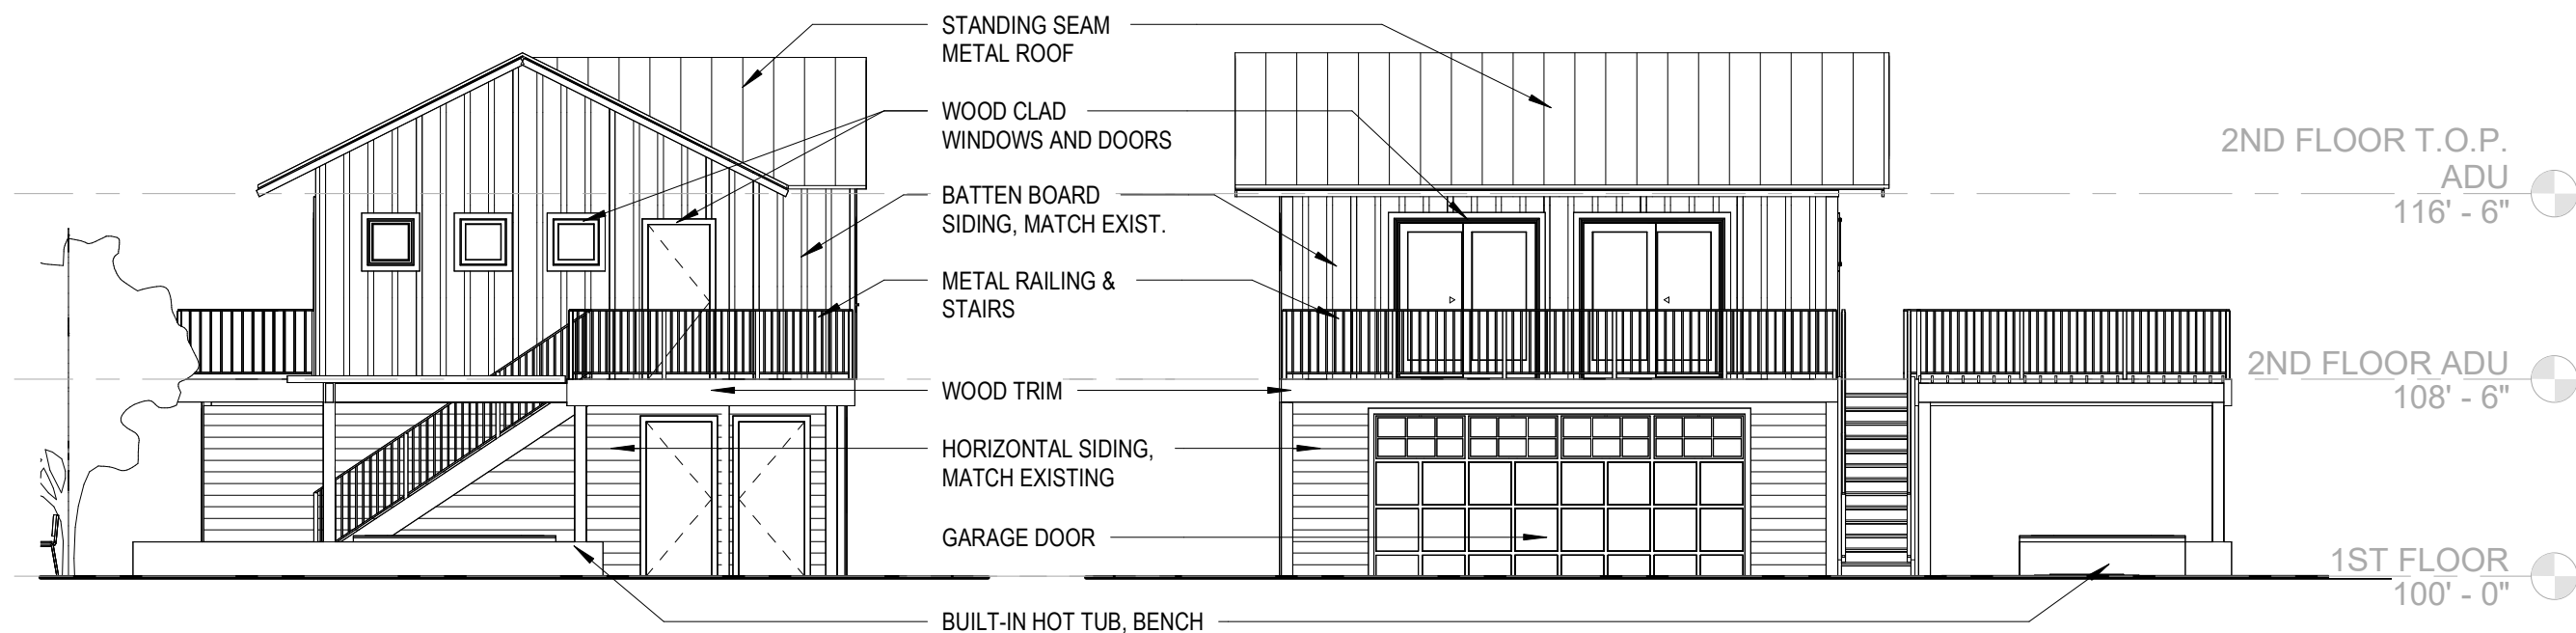 STANDING SEAM
METAL ROOF
WOOD CLAD
WINDOWS AND DOORS
BATTEN BOARD
SIDING, MATCH EXIST.
METAL RAILING &
STAIRS
WOOD TRIM
HORIZONTAL SIDING,
MATCH EXISTING
GARAGE DOOR
BUILT-IN HOT TUB, BENCH
2ND FLOOR T.O.P.
ADU
116' - 6"
2ND FLOOR ADU
108' - 6"
1ST FLOOR
100' - 0"